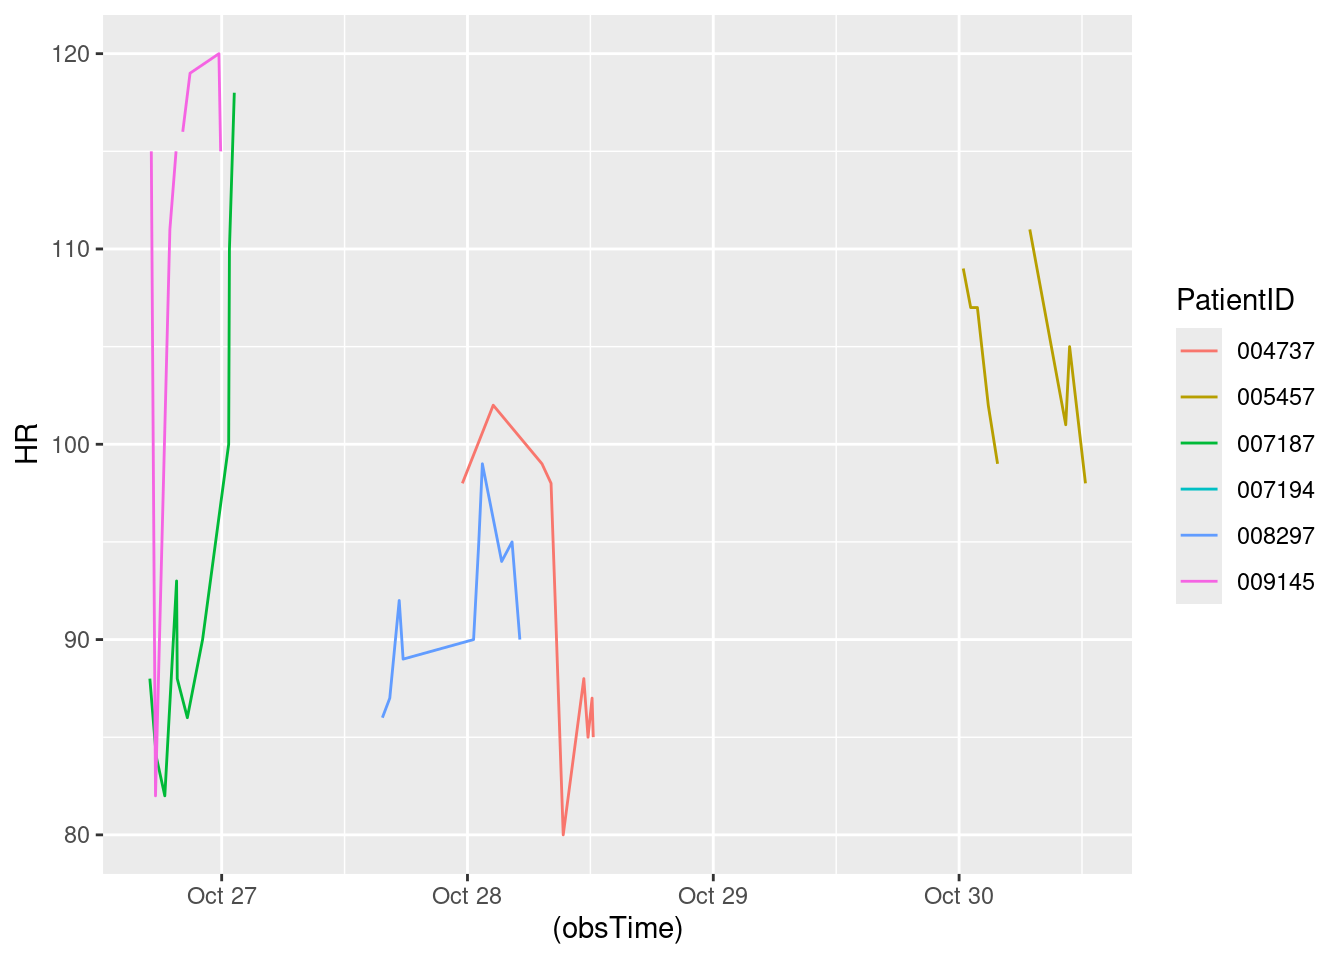 120
110
100
90
80
HR
Oct 27
Oct 28
Oct 29
Oct 30
(obsTime)
PatientID
004737
005457
007187
007194
008297
009145